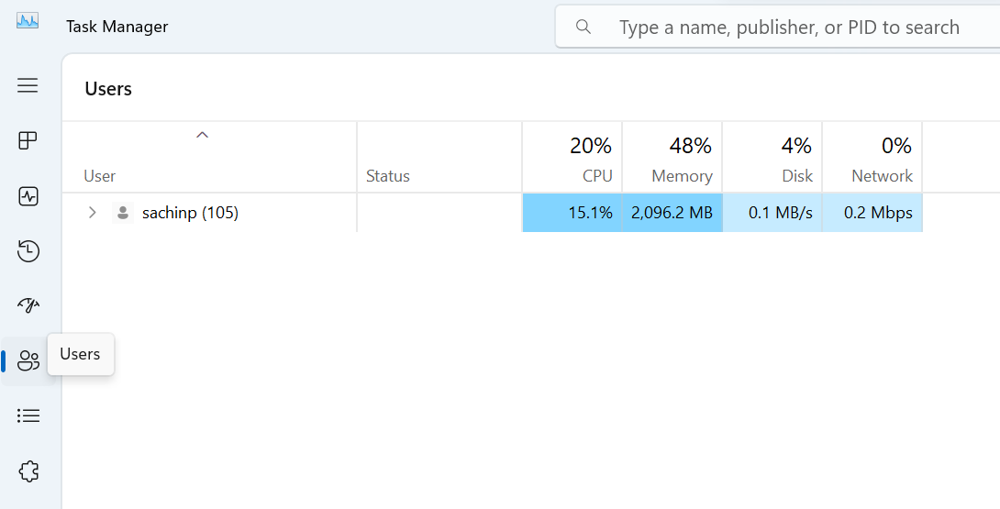 Task Manager
Type a name, publisher, or PID to search
Users
20% 48% 4% 0%
User Status CPU Memory Disk Network
sachinp (105) 15.1% 2,096.2 MB 0.1 MB/s 0.2 Mbps
Users